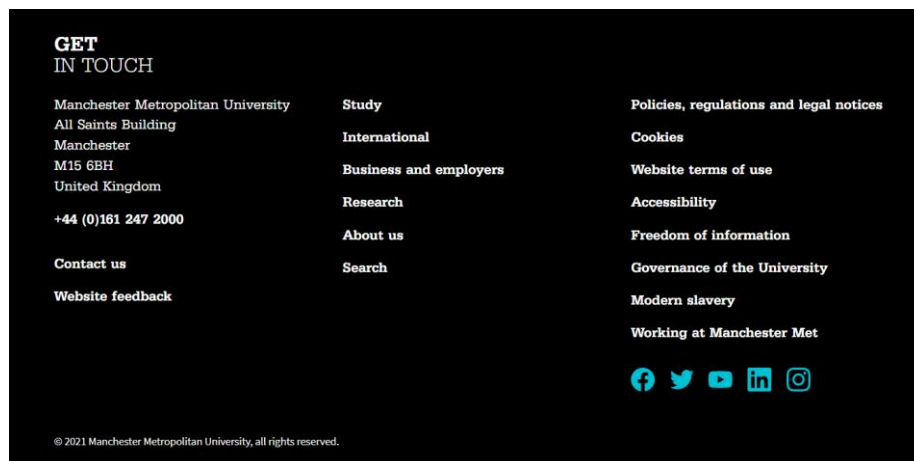 GET
IN TOUCH
Manchester Metropolitan University
All Saints Building
Manchester
M15 6BH
United Kingdom
+44 (0)161 247 2000
Contact us
Website feedback
Study
International
Business and employers
Research
About us
Search
Policies, regulations and legal notices
Cookies
Website terms of use
Accessibility
Freedom of information
Governance of the University
Modern slavery
Working at Manchester Met
© 2021 Manchester Metropolitan University, all rights reserved.